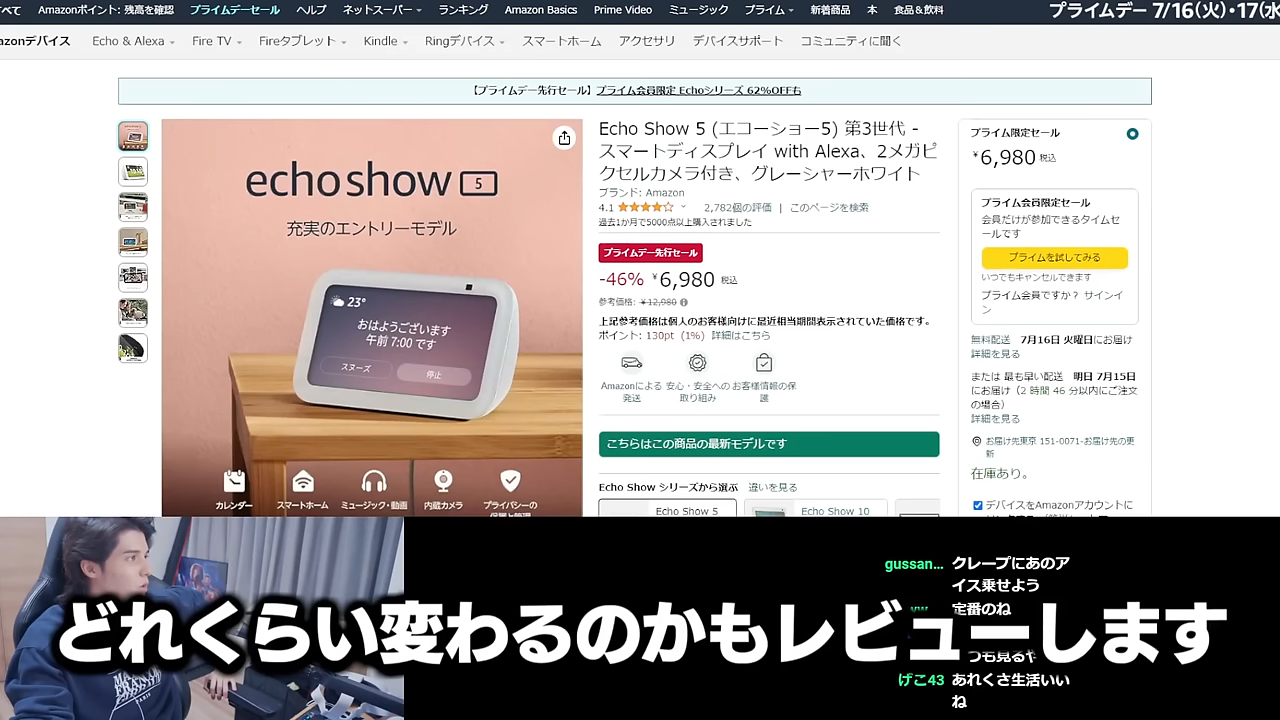 べて Amazonポイント: 残高を確認 プライムデーセール ヘルプ ネットスーパー ランキング Amazon Basics Prime Video ミュージック プライム 新着商品 本 食品&飲料
プライムデー 7/16(火)・17(水
azonデバイス Echo & Alexa Fire TV Fireタブレット Kindle Ringデバイス スマートホーム アクセサリ デバイスサポート コミュニティに聞く
【プライムデー先行セール】プライム会員限定 Echoシリーズ 62%OFFも
echo show 5
充実のエントリーモデル
23°
おはようございます
午前 7:00 です
スヌーズ 停止
カレンダー スマートホーム ミュージック・動画 内蔵カメラ プライバシーの
保護と管理
Echo Show 5 (エコーショー5) 第3世代 -
スマートディスプレイ with Alexa、2メガピ
クセルカメラ付き、グレーシャーホワイト
ブランド: Amazon
4.1 2,782個の評価 | このページを検索
過去1か月で5000点以上購入されました
プライムデー先行セール
-46% ¥6,980 税込
参考価格: ¥12,980
上記参考価格は個人のお客様向けに最近相当期間表示されていた価格です。
ポイント: 130pt (1%) 詳細はこちら
Amazonによる
発送
安心・安全への
取り組み
お客様情報の保
護
こちらはこの商品の最新モデルです
Echo Show シリーズから選ぶ 違いを見る
Echo Show 5 Echo Show 10
プライム限定セール
¥6,980 税込
プライム会員限定セール
会員だけが参加できるタイムセ
ールです
プライムを試してみる
いつでもキャンセルできます
プライム会員ですか? サインイ
ン
無料配送 7月16日 火曜日にお届け
詳細を見る
または 最も早い配送 明日 7月15日
にお届け (2 時間 46 分以内にご注文
の場合)
詳細を見る
お届け先東京 151-0071-お届け先の更
新
在庫あり。
デバイスをAmazonアカウントに
gussan… クレープにあのア
イス乗せよう
定番のね
つも見る
げこ43 あれくさ生活いい
ね
どれくらい変わるのかもレビューします